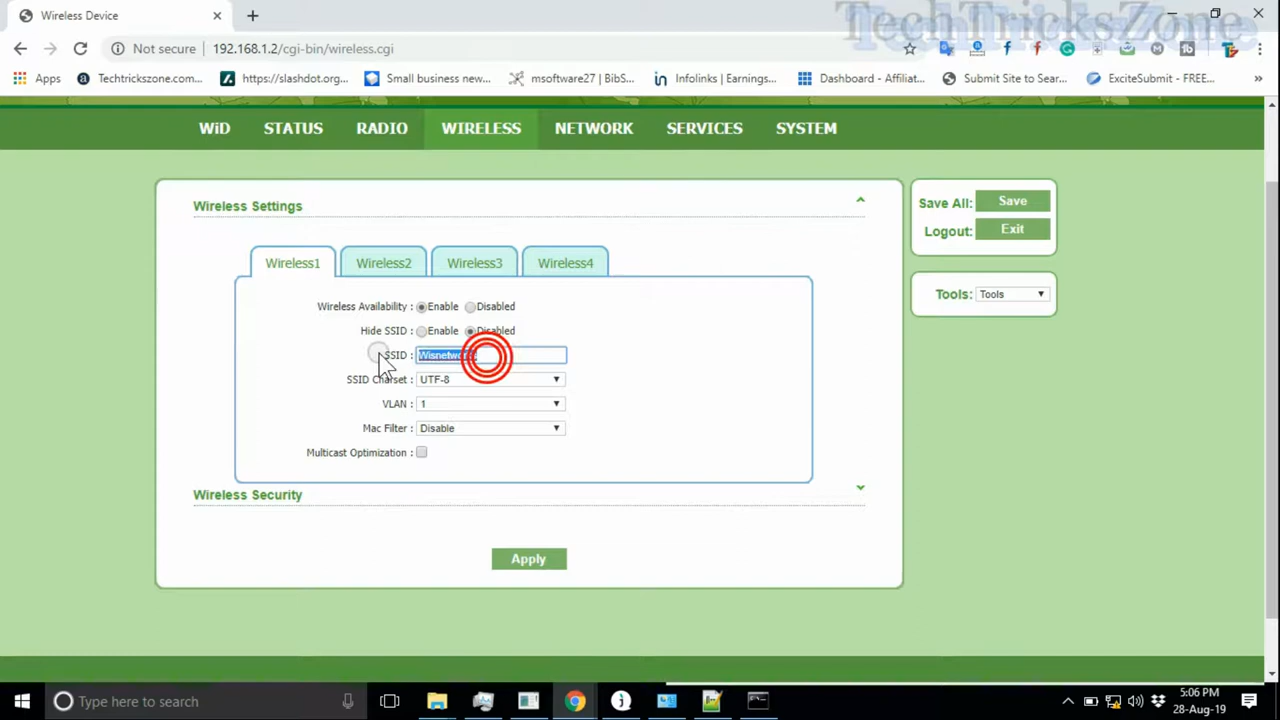 Wireless Device
TechTricksZone
Not secure 192.168.1.2/cgi-bin/wireless.cgi
Apps Techtrickszone.com... https://slashdot.org... Small business new... msoftware27 | BibS... Infolinks | Earnings... Dashboard – Affiliat... Submit Site to Sear... ExciteSubmit - FREE... »
WiD STATUS RADIO WIRELESS NETWORK SERVICES SYSTEM
Wireless Settings
Save All: Save
Logout: Exit
Wireless1 Wireless2 Wireless3 Wireless4
Tools: Tools
Wireless Availability : Enable Disabled
Hide SSID : Enable Disabled
SSID :
SSID Charset : UTF-8
VLAN : 1
Mac Filter : Disable
Multicast Optimization :
Wireless Security
Apply
Type here to search
5:06 PM
28-Aug-19